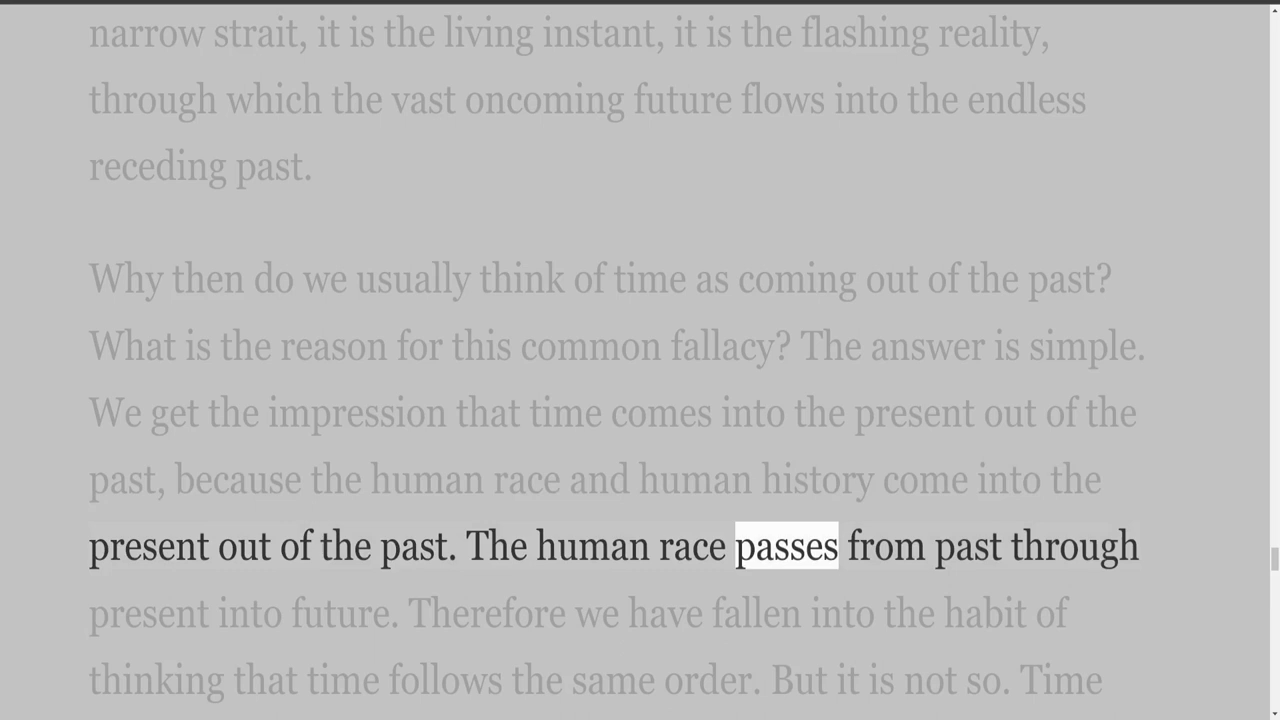 narrow strait, it is the living instant, it is the flashing reality,
through which the vast oncoming future flows into the endless
receding past.
Why then do we usually think of time as coming out of the past?
What is the reason for this common fallacy? The answer is simple.
We get the impression that time comes into the present out of the
past, because the human race and human history come into the
present out of the past. The human race passes from past through
present into future. Therefore we have fallen into the habit of
thinking that time follows the same order. But it is not so. Time